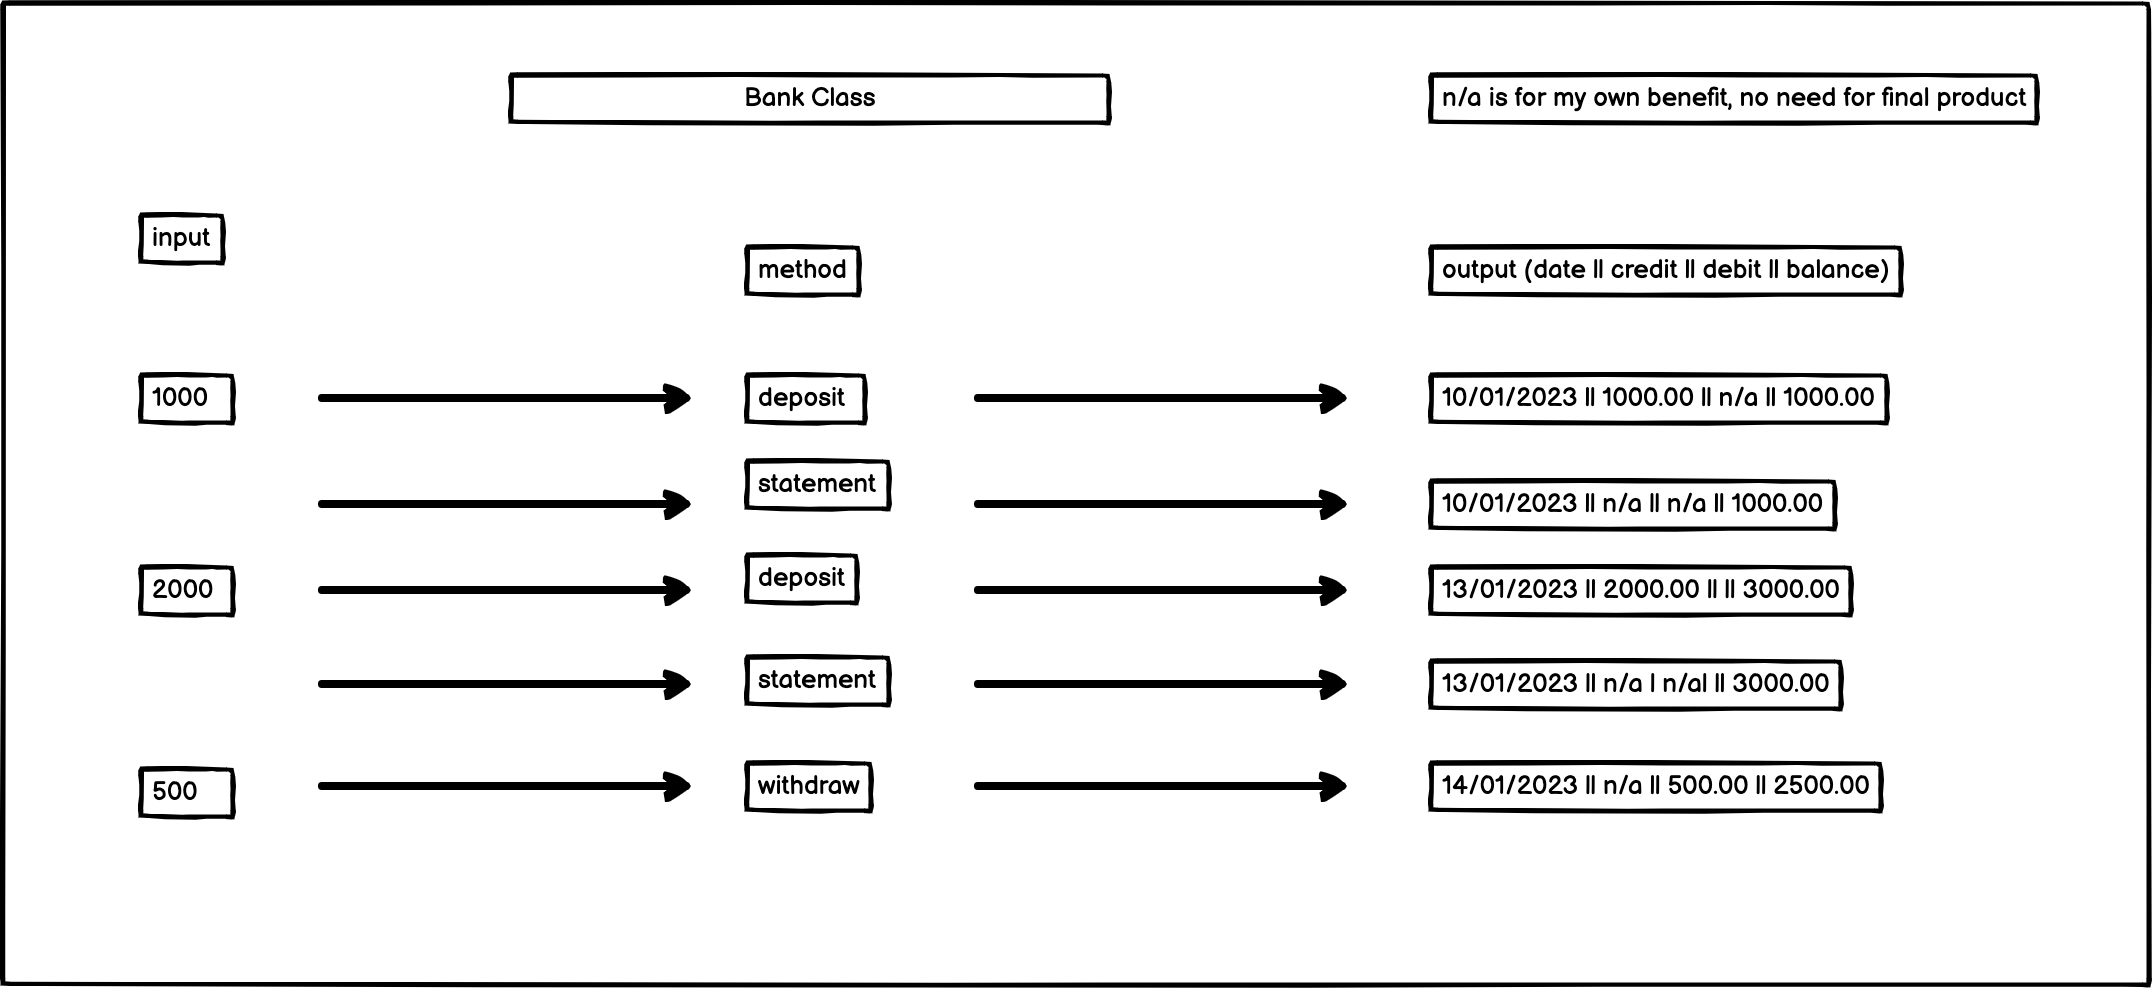 Bank Class
n/a is for my own benefit, no need for final product
input
method
output (date || credit || debit || balance)
1000
deposit
10/01/2023 || 1000.00 || n/a || 1000.00
statement
10/01/2023 || n/a || n/a || 1000.00
2000
deposit
13/01/2023 || 2000.00 || || 3000.00
statement
13/01/2023 || n/a | n/a| || 3000.00
500
withdraw
14/01/2023 || n/a || 500.00 || 2500.00